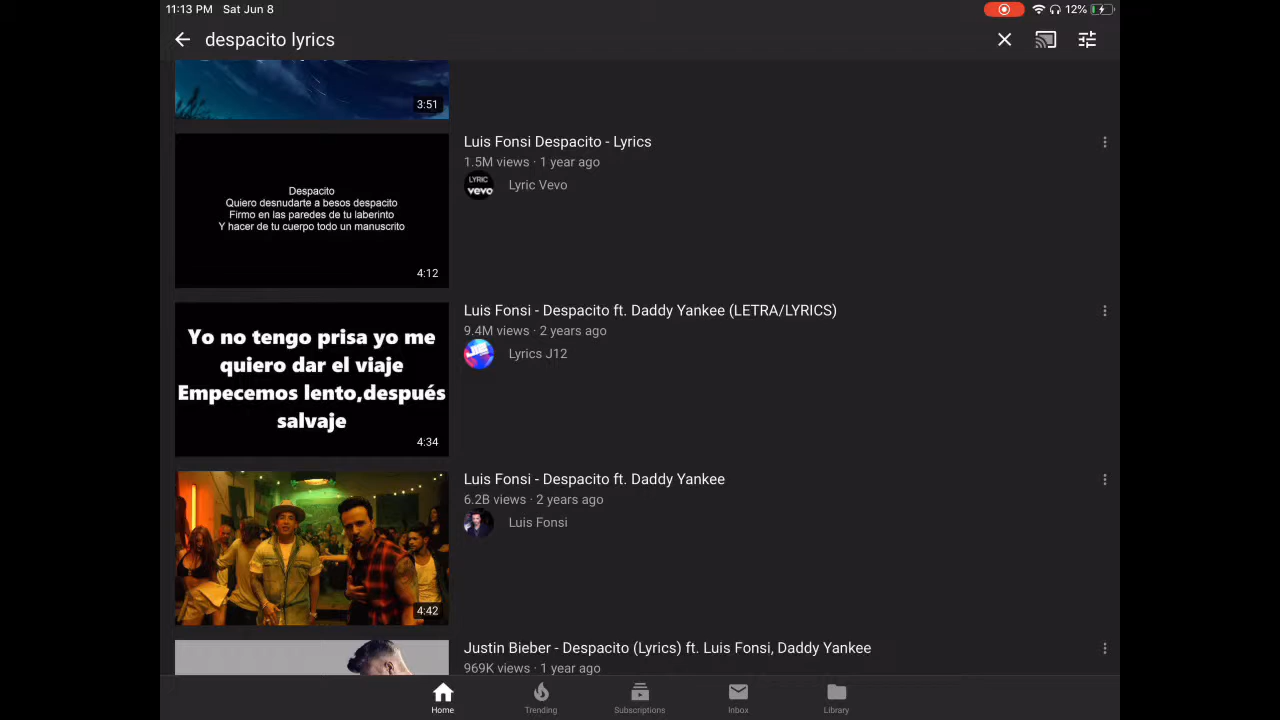 11:13 PM Sat Jun 8
12%
despacito lyrics
3:51
Despacito
Quiero desnudarte a besos despacito
Firmo en las paredes de tu laberinto
Y hacer de tu cuerpo todo un manuscrito
4:12
Luis Fonsi Despacito - Lyrics
1.5M views · 1 year ago
LYRIC
vevo
Lyric Vevo
Yo no tengo prisa yo me
quiero dar el viaje
Empecemos lento,después
salvaje
4:34
Luis Fonsi - Despacito ft. Daddy Yankee (LETRA/LYRICS)
9.4M views · 2 years ago
Lyrics J12
4:42
Luis Fonsi - Despacito ft. Daddy Yankee
6.2B views · 2 years ago
Luis Fonsi
Justin Bieber - Despacito (Lyrics) ft. Luis Fonsi, Daddy Yankee
969K views · 1 year ago
Home
Trending
Subscriptions
Inbox
Library